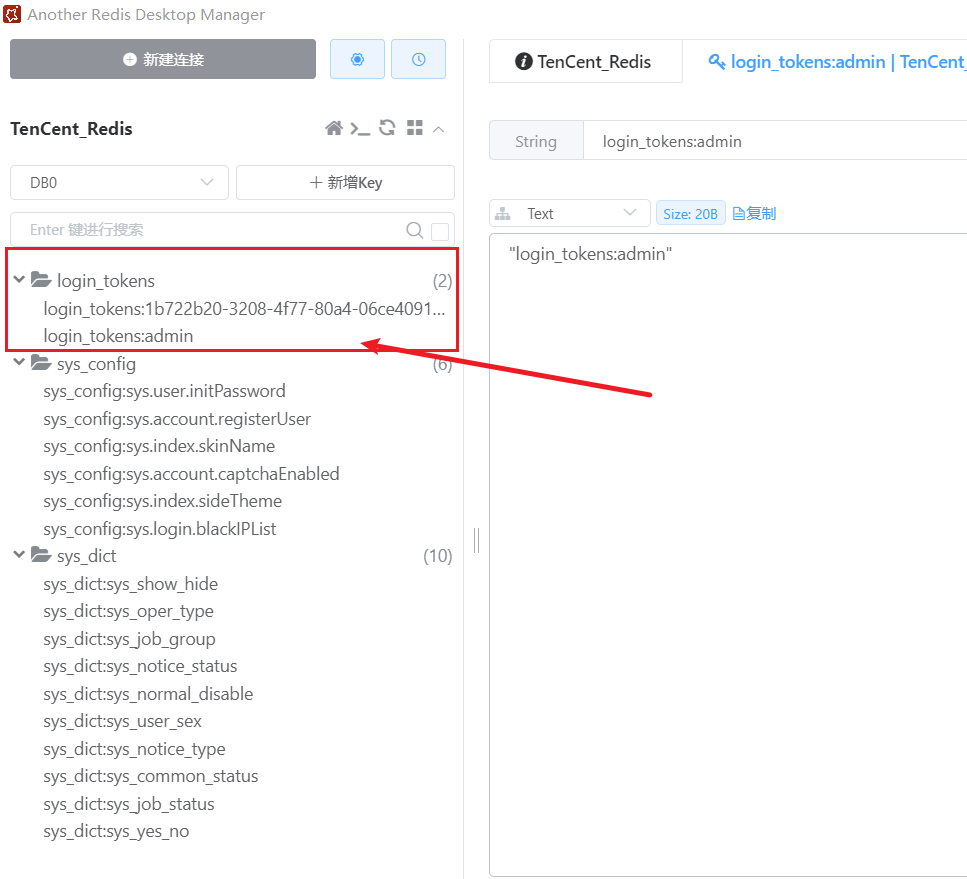 Another Redis Desktop Manager
新建连接
TenCent_Redis
DB0
新增Key
Enter 键进行搜索
login_tokens (2)
login_tokens:1b722b20-3208-4f77-80a4-06ce4091...
login_tokens:admin
sys_config (6)
sys_config:sys.user.initPassword
sys_config:sys.account.registerUser
sys_config:sys.index.skinName
sys_config:sys.account.captchaEnabled
sys_config:sys.index.sideTheme
sys_config:sys.login.blackIPList
sys_dict (10)
sys_dict:sys_show_hide
sys_dict:sys_oper_type
sys_dict:sys_job_group
sys_dict:sys_notice_status
sys_dict:sys_normal_disable
sys_dict:sys_user_sex
sys_dict:sys_notice_type
sys_dict:sys_common_status
sys_dict:sys_job_status
sys_dict:sys_yes_no
TenCent_Redis
login_tokens:admin | TenCent_
String login_tokens:admin
Text Size: 20B 复制
"login_tokens:admin"